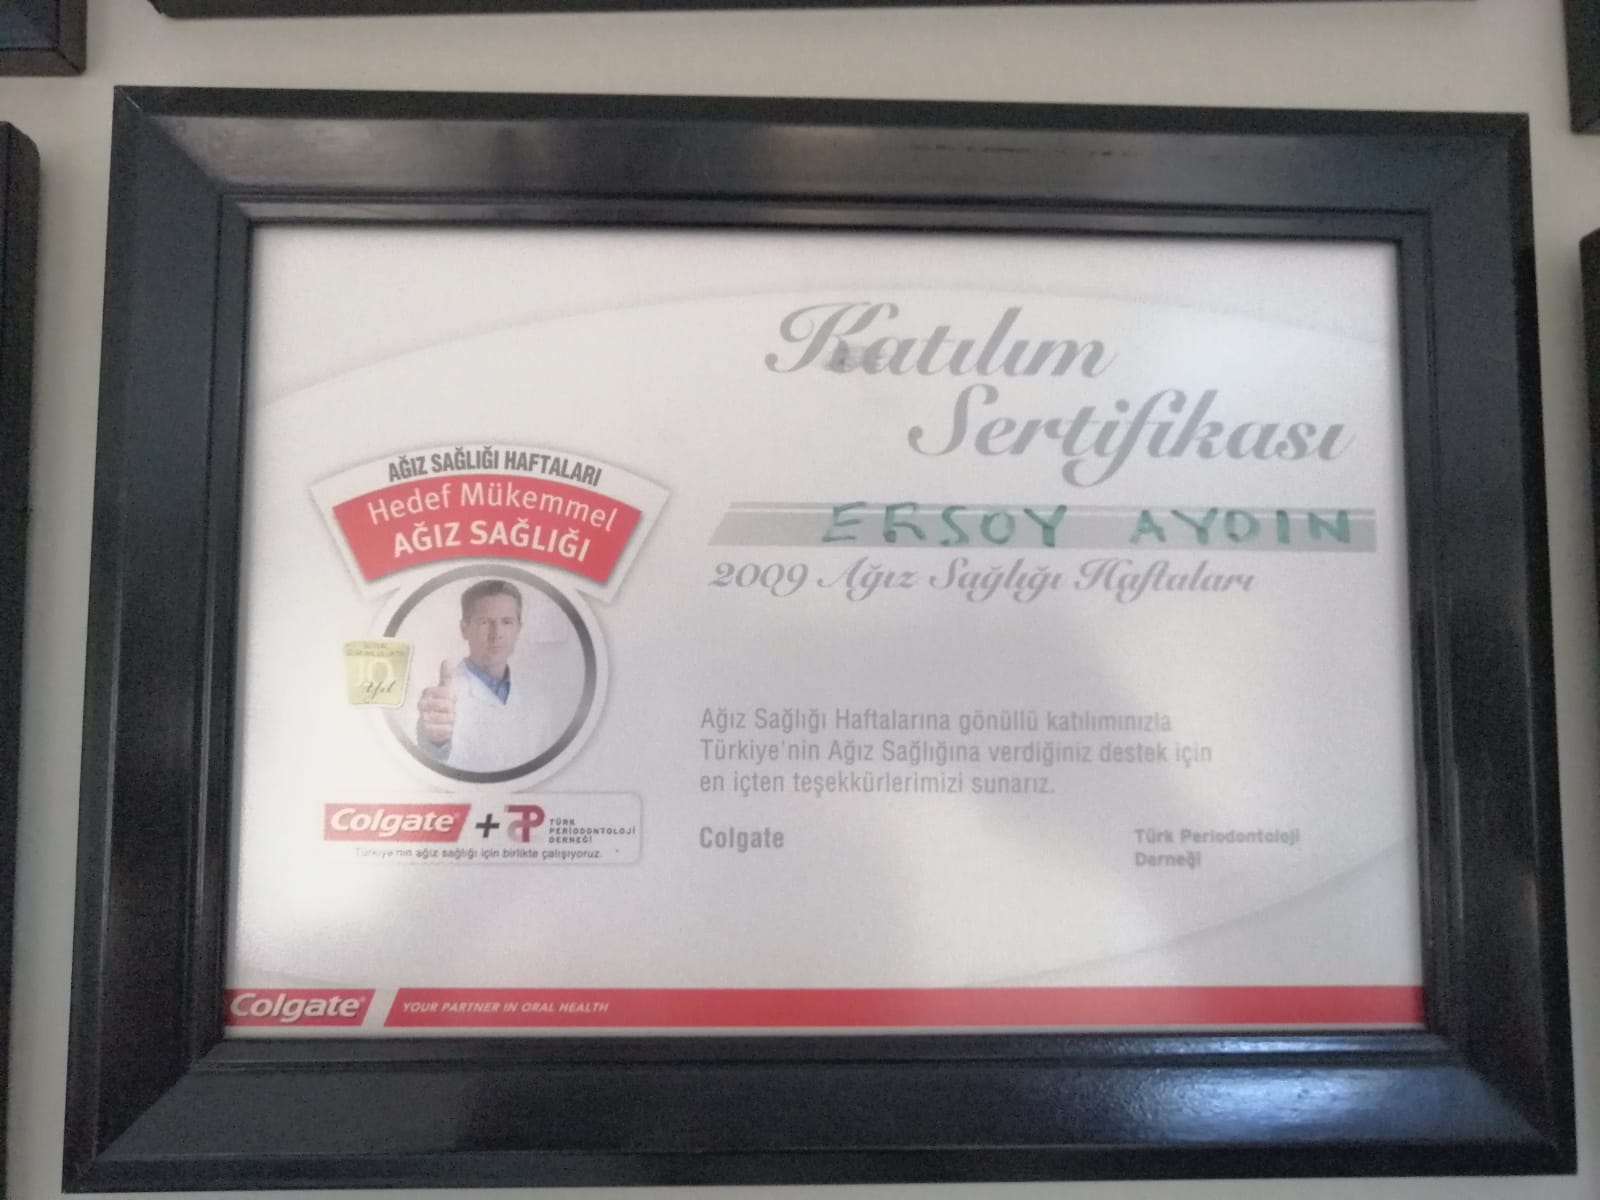 Katılım
Sertifikası
ERSOY AYDIN
2009 Ağız Sağlığı Haftaları
AĞIZ SAĞLIĞI HAFTALARI
Hedef Mükemmel
AĞIZ SAĞLIĞI
10
Yıl
Colgate + TÜRK
PERİODONTOLOJİ
DERNEĞİ
Türkiye'nin ağız sağlığı için birlikte çalışıyoruz.
Ağız Sağlığı Haftalarına gönüllü katılımınızla
Türkiye'nin Ağız Sağlığına verdiğiniz destek için
en içten teşekkürlerimizi sunarız.
Colgate
Türk Periodontoloji
Derneği
Colgate YOUR PARTNER IN ORAL HEALTH